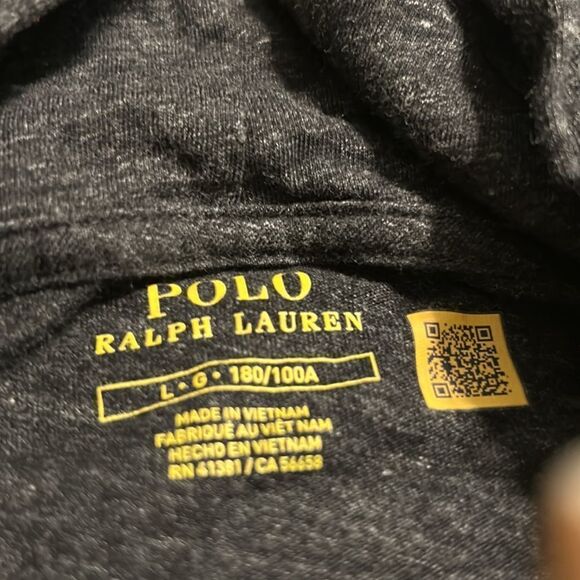 POLO
RALPH LAUREN
L • G • 180/100A
MADE IN VIETNAM
FABRIQUÉ AU VIÊT NAM
HECHO EN VIETNAM
RN 41381 / CA 56658